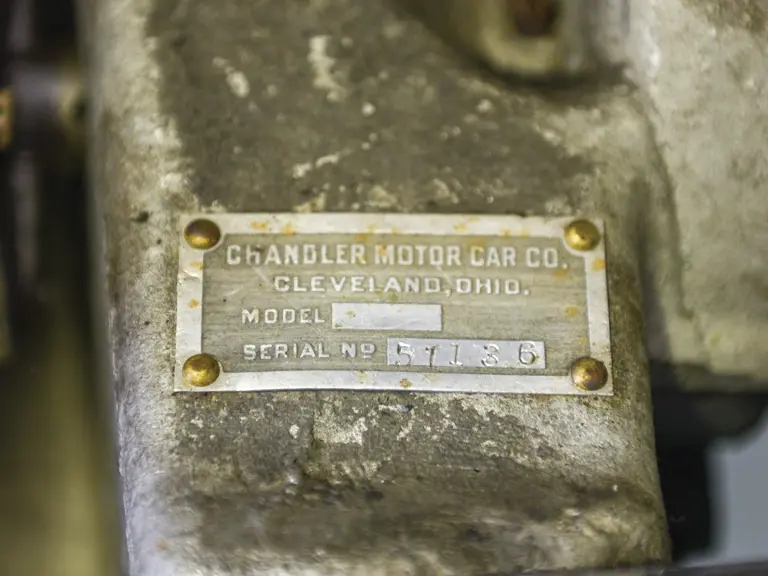 CHANDLER MOTOR CAR CO.
CLEVELAND, OHIO.
MODEL
SERIAL Nº 57136